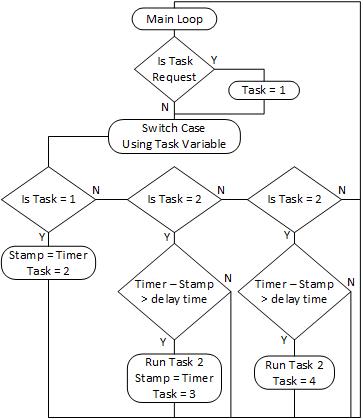 Main Loop
Is Task
Request
Y
Task = 1
N
Switch Case
Using Task Variable
Is Task = 1
N
Is Task = 2
N
Is Task = 2
N
Y
Y
Y
Stamp = Timer
Task = 2
Timer – Stamp
> delay time
N
Timer – Stamp
> delay time
N
Y
Y
Run Task 2
Stamp = Timer
Task = 3
Run Task 2
Task = 4